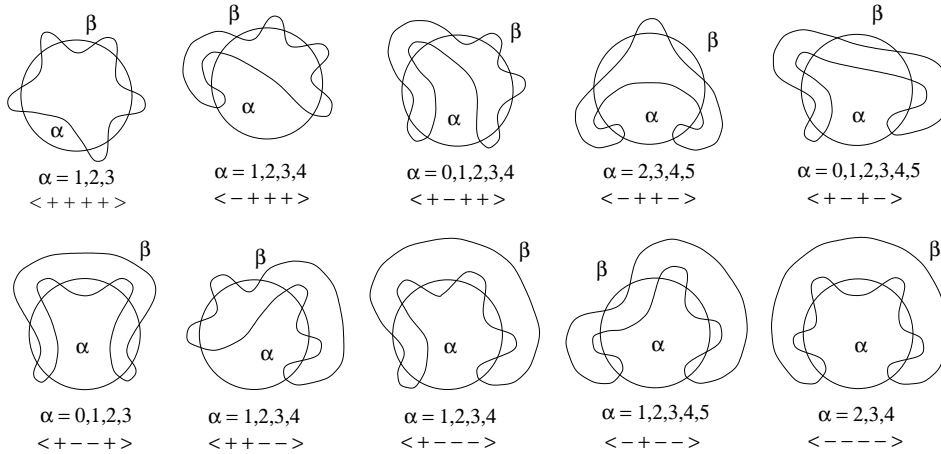 β β β β β
α α α α α
α = 1,2,3 α = 1,2,3,4 α = 0,1,2,3,4 α = 2,3,4,5 α = 0,1,2,3,4,5
< + + + + > < − + + + > < + − + + > < − + + − > < + − + − >
β β β β β
α α α α α
α = 0,1,2,3 α = 1,2,3,4 α = 1,2,3,4 α = 1,2,3,4,5 α = 2,3,4
< + − − + > < + + − − > < + − − − > < − + − − > < − − − − >